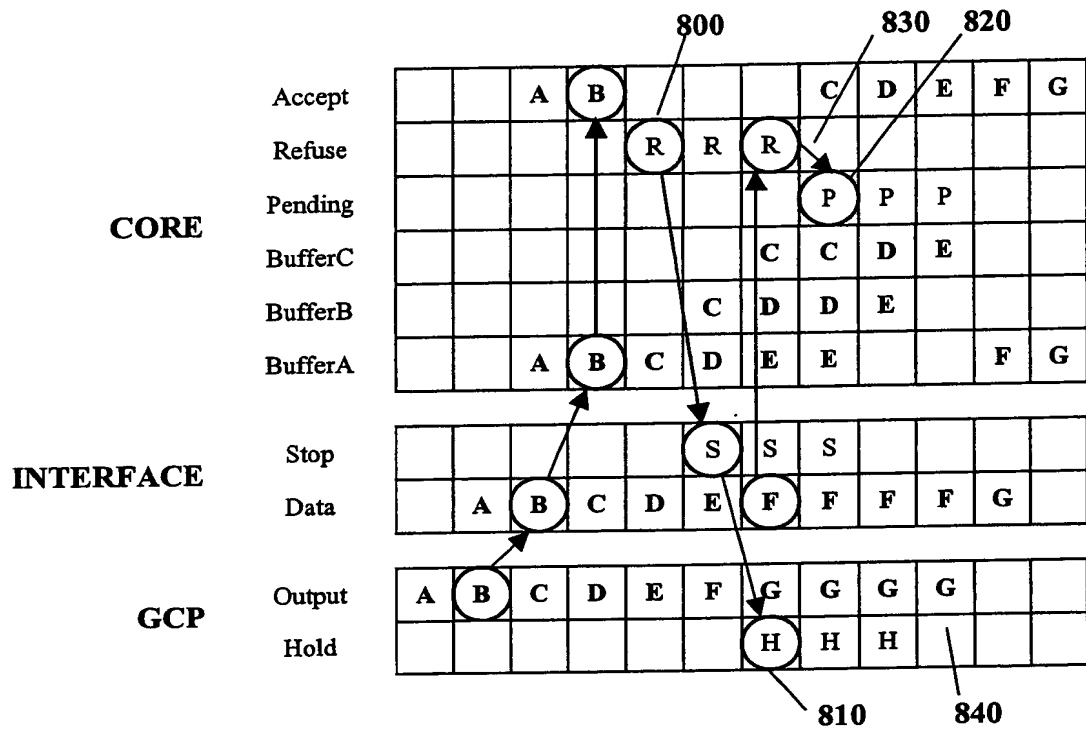 800
830 820
Accept A B C D E F G
Refuse R R R
Pending P P P
CORE
BufferC C C D E
BufferB C D D E
BufferA A B C D E E F G
Stop S S S
INTERFACE
Data A B C D E F F F F G
Output A B C D E F G G G G
GCP
Hold H H H
810 840